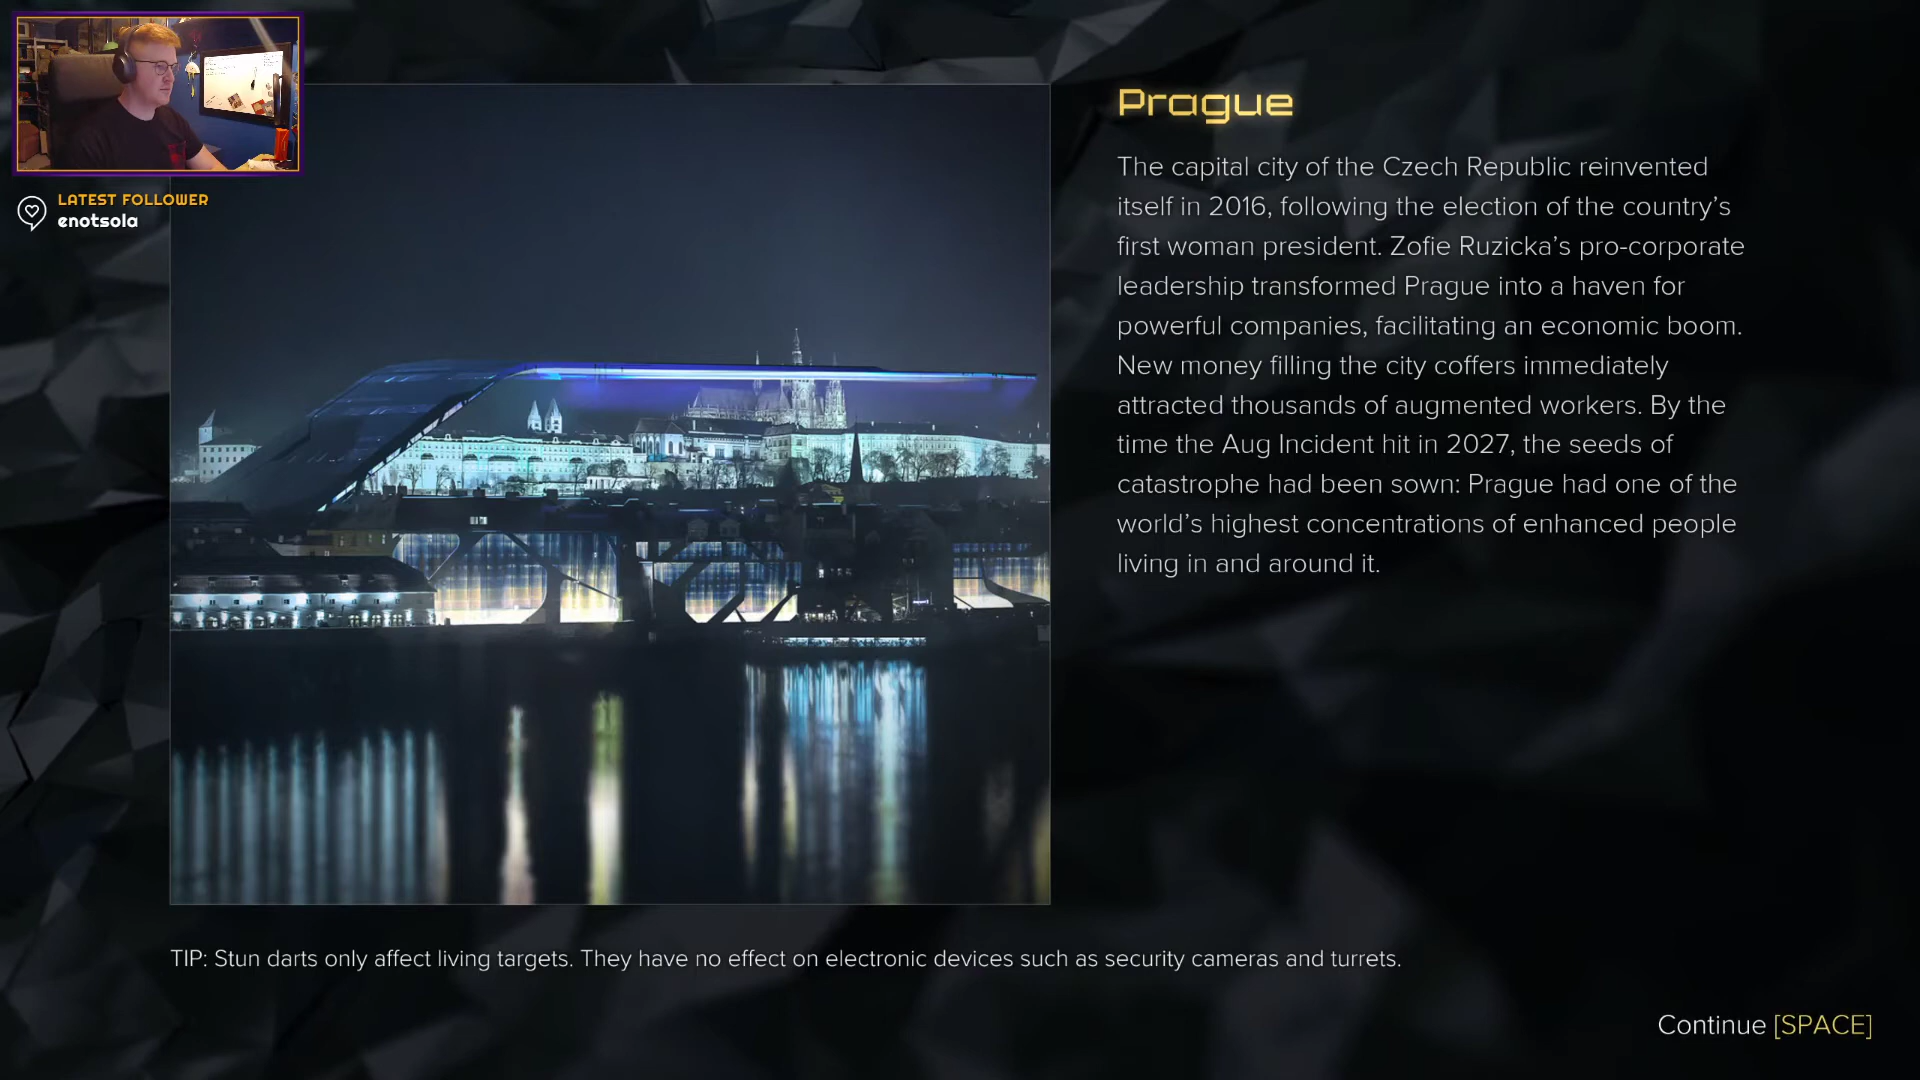 LATEST FOLLOWER
enotsola
Prague
The capital city of the Czech Republic reinvented
itself in 2016, following the election of the country’s
first woman president. Zofie Ruzicka’s pro-corporate
leadership transformed Prague into a haven for
powerful companies, facilitating an economic boom.
New money filling the city coffers immediately
attracted thousands of augmented workers. By the
time the Aug Incident hit in 2027, the seeds of
catastrophe had been sown: Prague had one of the
world’s highest concentrations of enhanced people
living in and around it.
TIP: Stun darts only affect living targets. They have no effect on electronic devices such as security cameras and turrets.
Continue [SPACE]